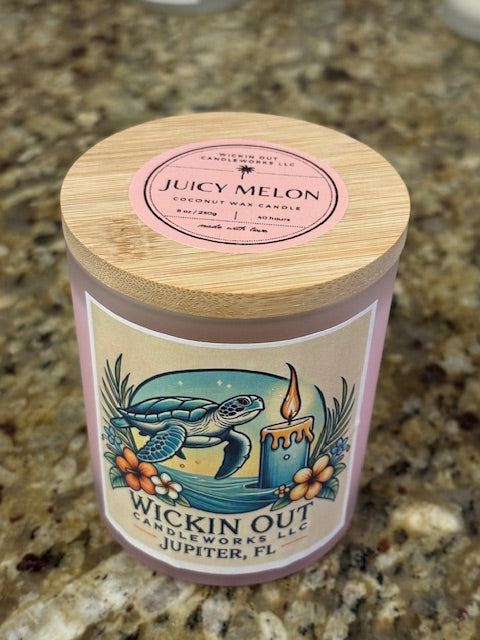 WICKIN OUT
CANDLEWORKS LLC
JUICY MELON
COCONUT WAX CANDLE
8 oz / 250g | 40 hours
made with love
WICKIN OUT
CANDLEWORKS LLC
JUPITER, FL